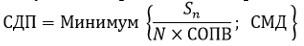 СДП = Минимум { Sₙ / (N × СОПВ) ; СМД }